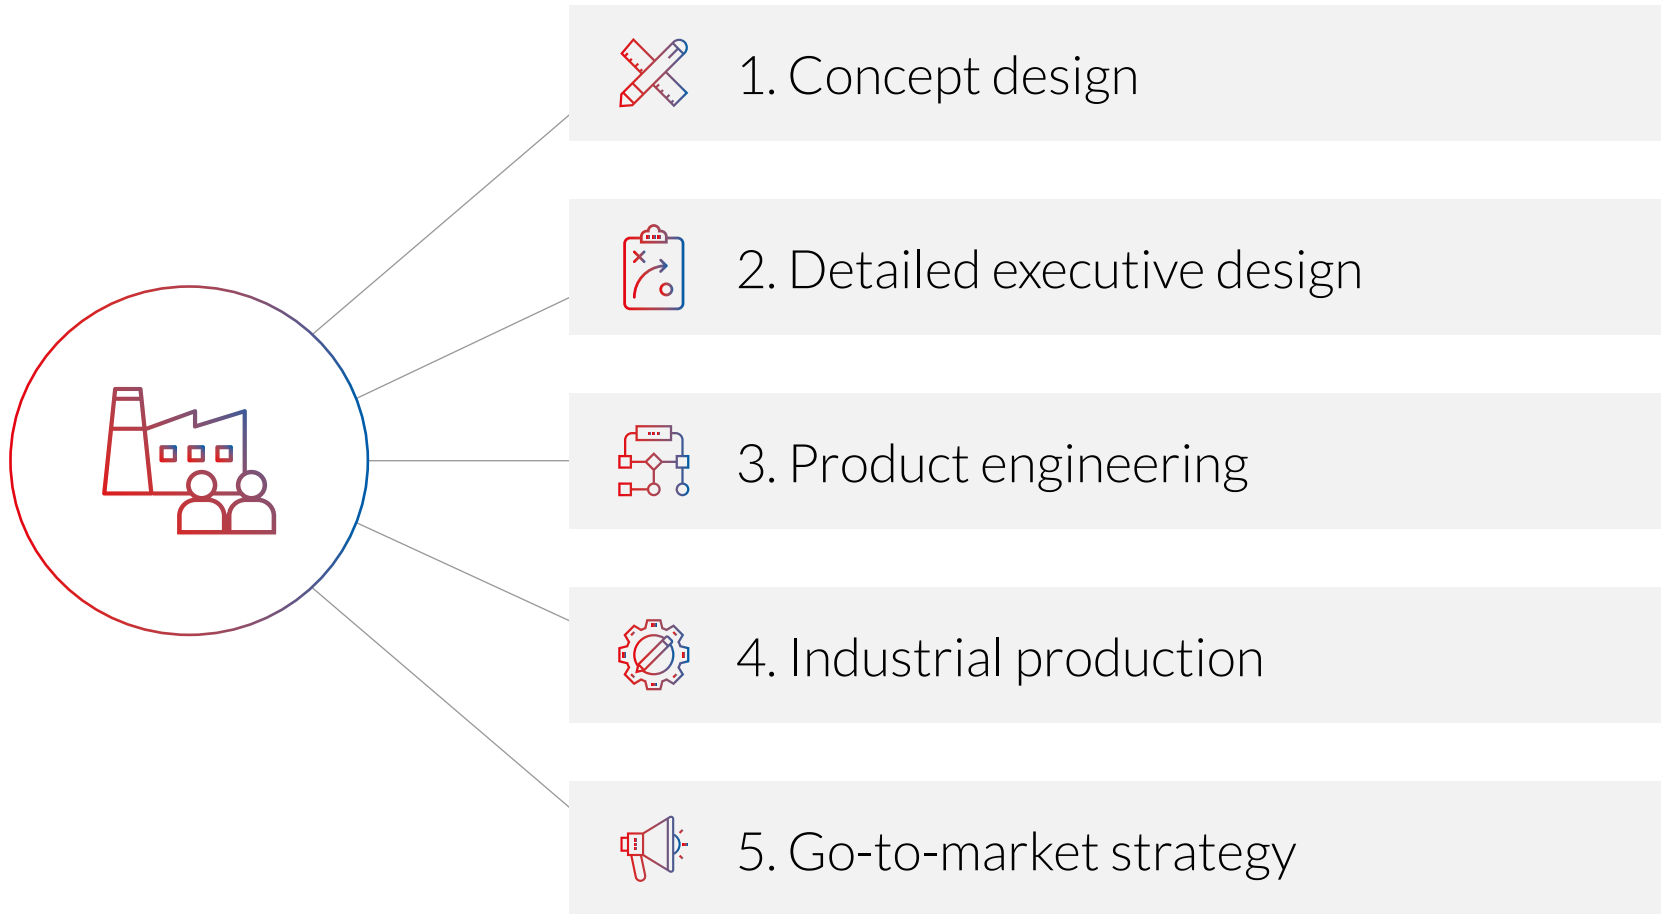 1. Concept design
2. Detailed executive design
3. Product engineering
4. Industrial production
5. Go-to-market strategy